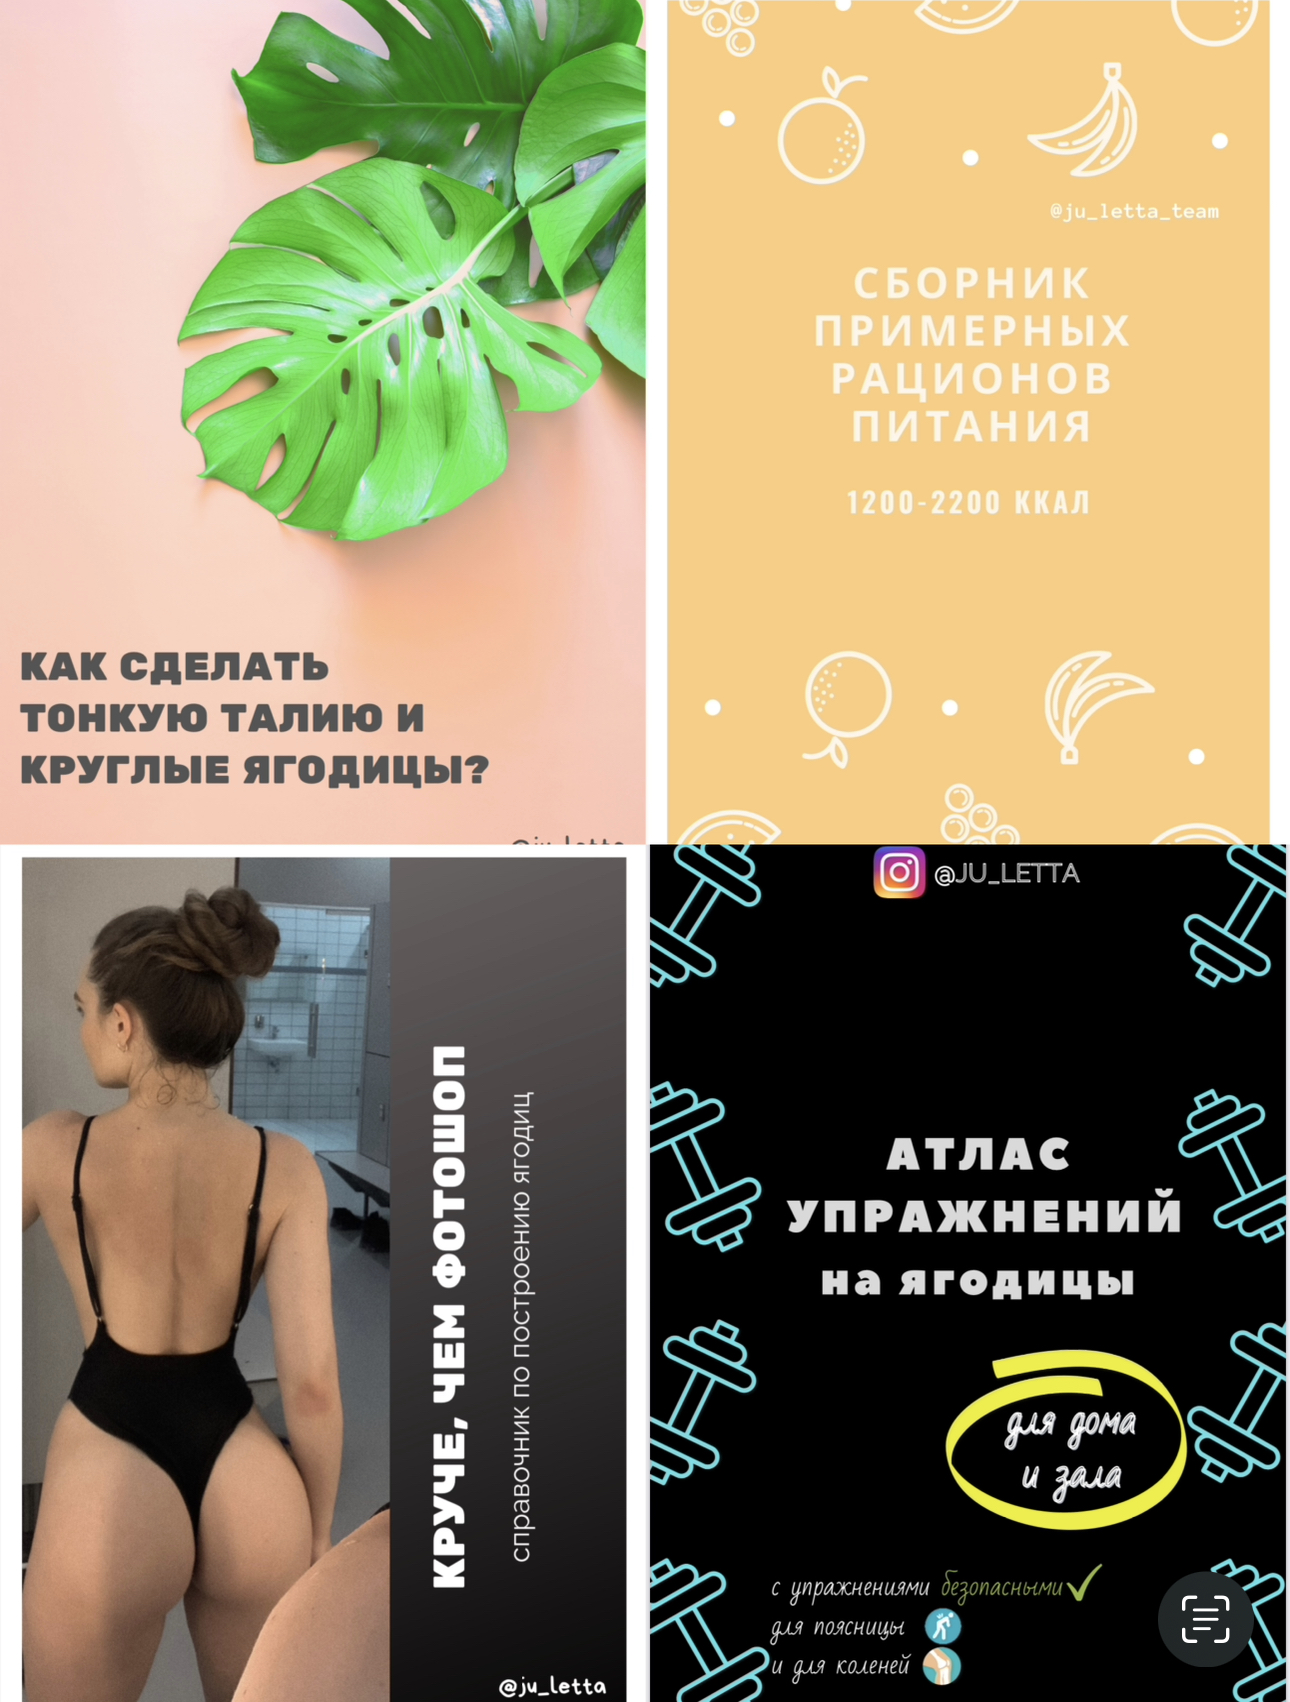 КАК СДЕЛАТЬ
ТОНКУЮ ТАЛИЮ И
КРУГЛЫЕ ЯГОДИЦЫ?
@ju_letta
@ju_letta_team
СБОРНИК
ПРИМЕРНЫХ
РАЦИОНОВ
ПИТАНИЯ
1200-2200 ККАЛ
КРУЧЕ, ЧЕМ ФОТОШОП
справочник по построению ягодиц
@ju_letta
@JU_LETTA
АТЛАС
УПРАЖНЕНИЙ
на ягодицы
для дома
и зала
с упражнениями безопасными
для поясницы
и для коленей